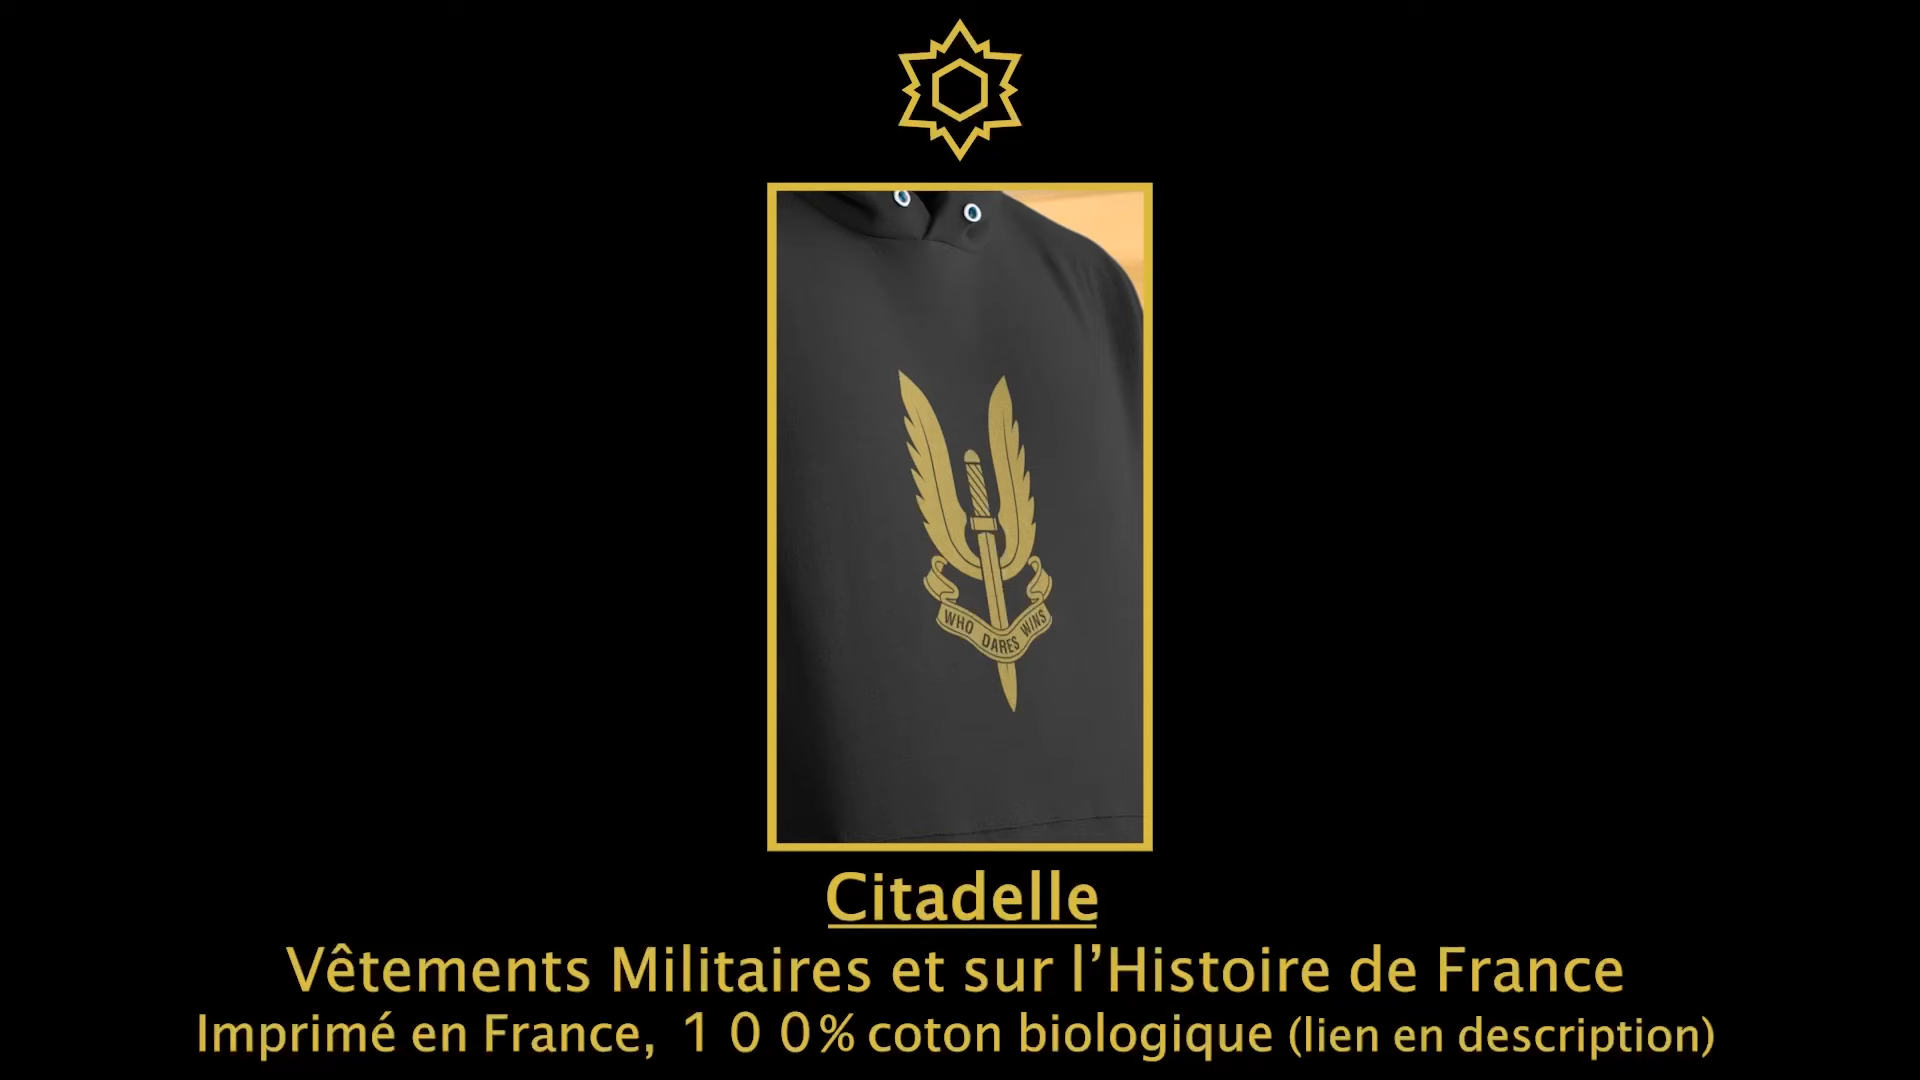 WHO DARES WINS
Citadelle
Vêtements Militaires et sur l’Histoire de France
Imprimé en France, 100% coton biologique (lien en description)